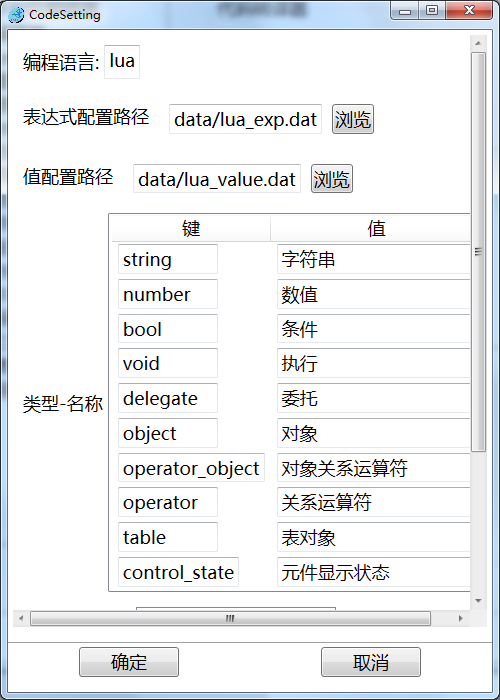 CodeSetting
编程语言: lua
表达式配置路径 data/lua_exp.dat 浏览
值配置路径 data/lua_value.dat 浏览
键 值
string 字符串
number 数值
bool 条件
void 执行
delegate 委托
类型-名称
object 对象
operator_object 对象关系运算符
operator 关系运算符
table 表对象
control_state 元件显示状态
确定 取消